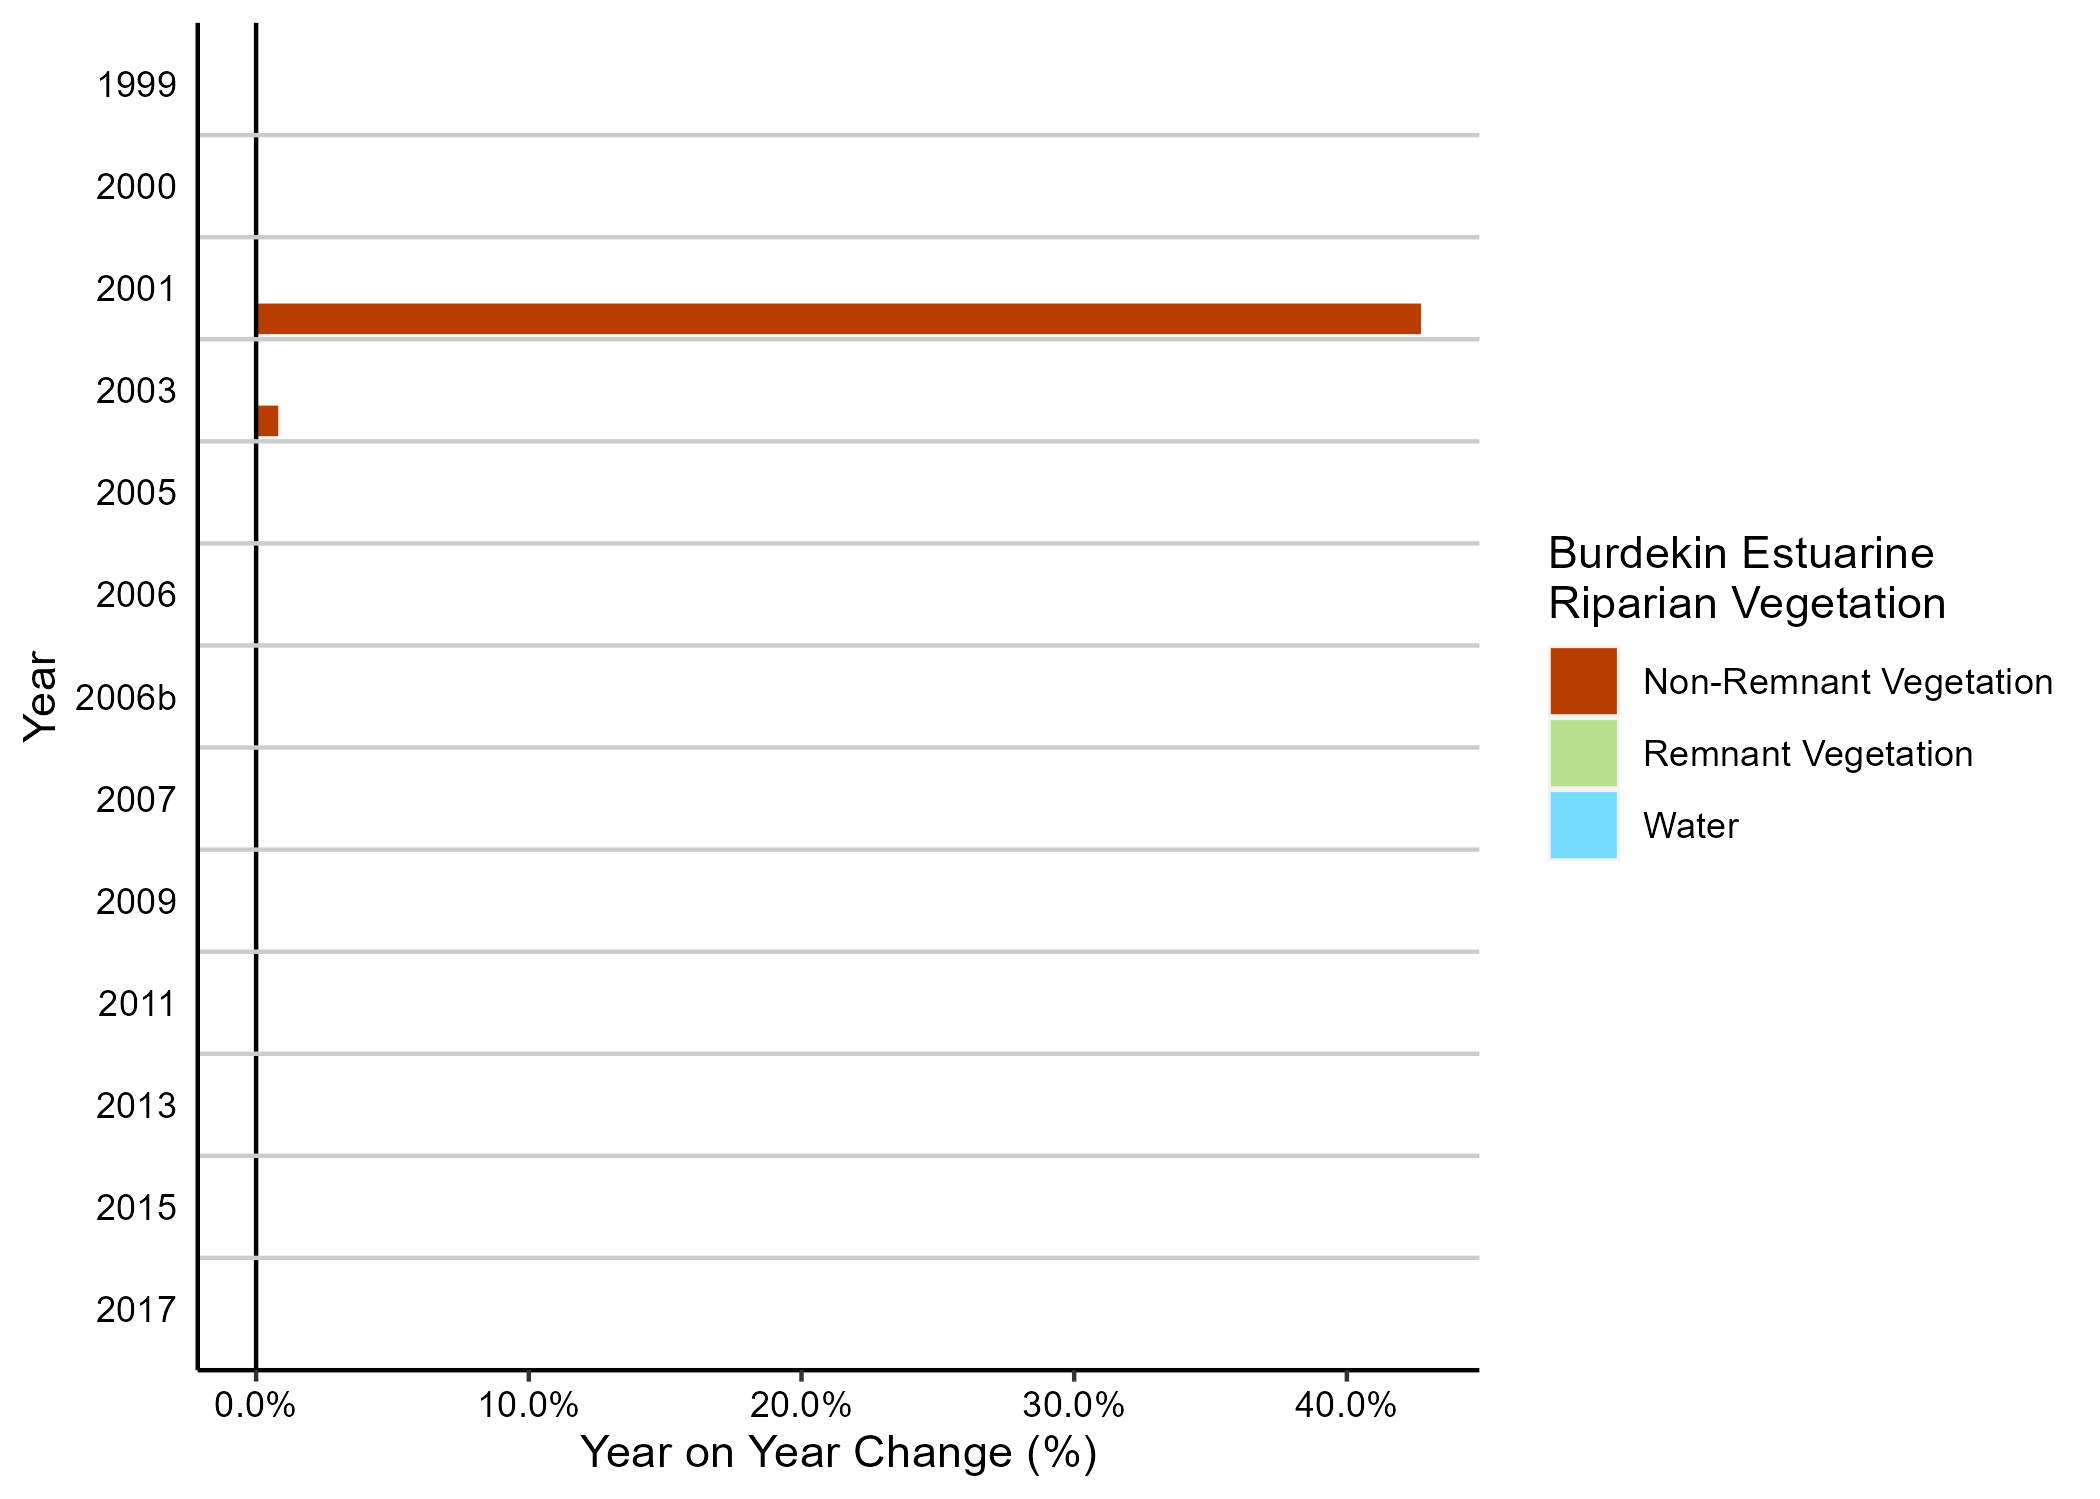 1999
2000
2001
2003
2005
2006
2006b
2007
2009
2011
2013
2015
2017
Year
0.0% 10.0% 20.0% 30.0% 40.0%
Year on Year Change (%)
Burdekin Estuarine
Riparian Vegetation
Non-Remnant Vegetation
Remnant Vegetation
Water